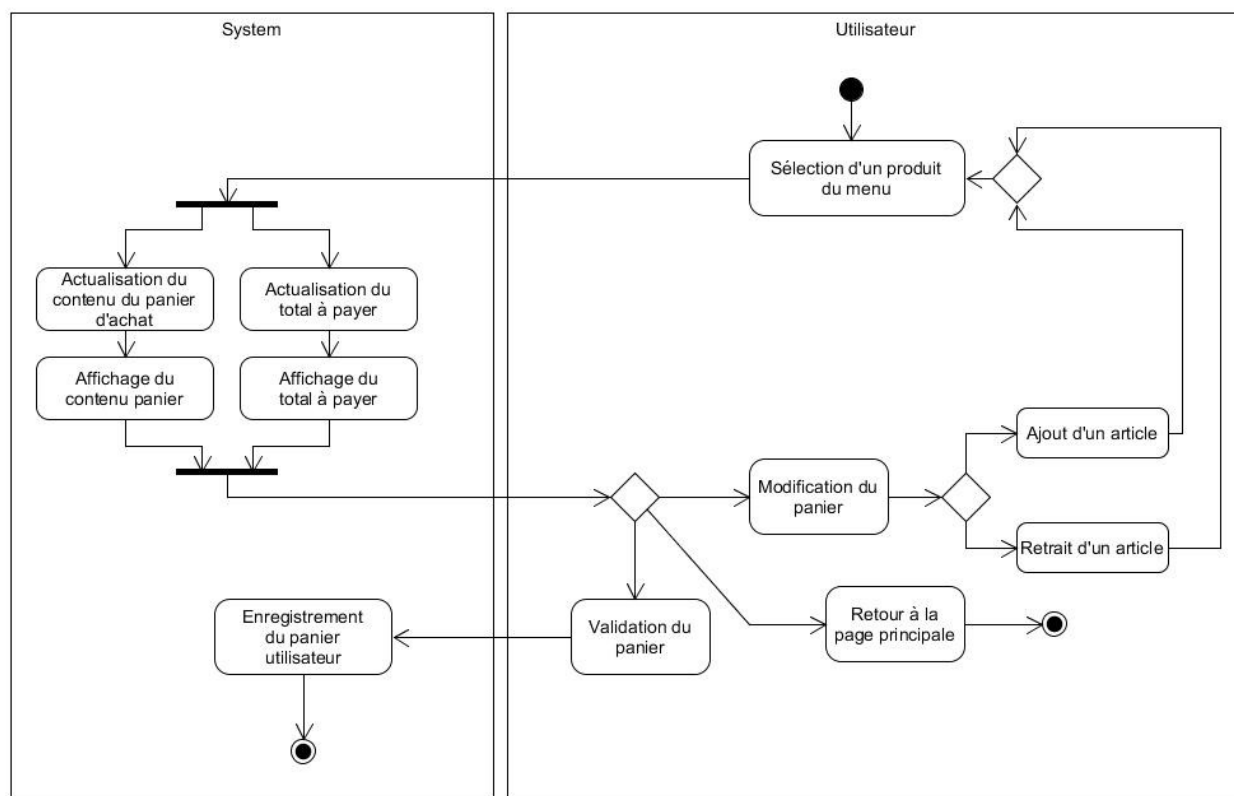 System
Utilisateur
Sélection d'un produit
du menu
Actualisation du
contenu du panier
d'achat
Actualisation du
total à payer
Affichage du
contenu panier
Affichage du
total à payer
Ajout d'un article
Modification du
panier
Retrait d'un article
Enregistrement
du panier
utilisateur
Validation du
panier
Retour à la
page principale